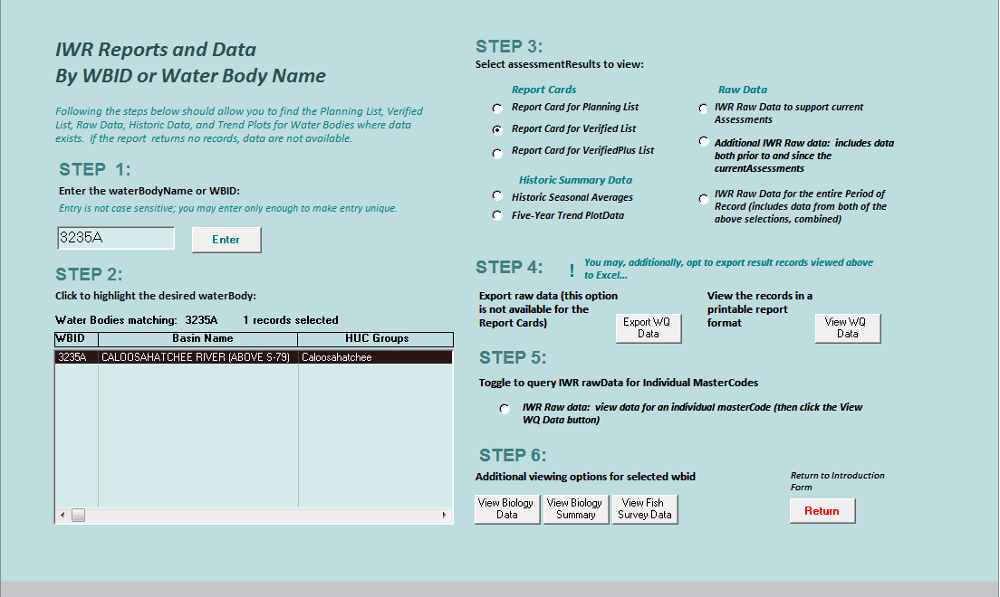 IWR Reports and Data
By WBID or Water Body Name
Following the steps below should allow you to find the Planning List, Verified
List, Raw Data, Historic Data, and Trend Plots for Water Bodies where data
exists. If the report returns no records, data are not available.
STEP 1:
Enter the waterBodyName or WBID:
Entry is not case sensitive; you may enter only enough to make entry unique.
3235A
Enter
STEP 2:
Click to highlight the desired waterBody:
Water Bodies matching: 3235A 1 records selected
WBID Basin Name HUC Groups
3235A CALOOSAHATCHEE RIVER (ABOVE S-79) Caloosahatchee
STEP 3:
Select assessmentResults to view:
Report Cards
Report Card for Planning List
Report Card for Verified List
Report Card for VerifiedPlus List
Historic Summary Data
Historic Seasonal Averages
Five-Year Trend PlotData
Raw Data
IWR Raw Data to support current
Assessments
Additional IWR Raw data: includes data
both prior to and since the
currentAssessments
IWR Raw Data for the entire Period of
Record (includes data from both of the
above selections, combined)
STEP 4:
! You may, additionally, opt to export result records viewed above
to Excel...
Export raw data (this option
is not available for the
Report Cards)
Export WQ
Data
View the records in a
printable report
format
View WQ
Data
STEP 5:
Toggle to query IWR rawData for Individual MasterCodes
IWR Raw data: view data for an individual masterCode (then click the View
WQ Data button)
STEP 6:
Additional viewing options for selected wbid
View Biology
Data
View Biology
Summary
View Fish
Survey Data
Return to Introduction
Form
Return